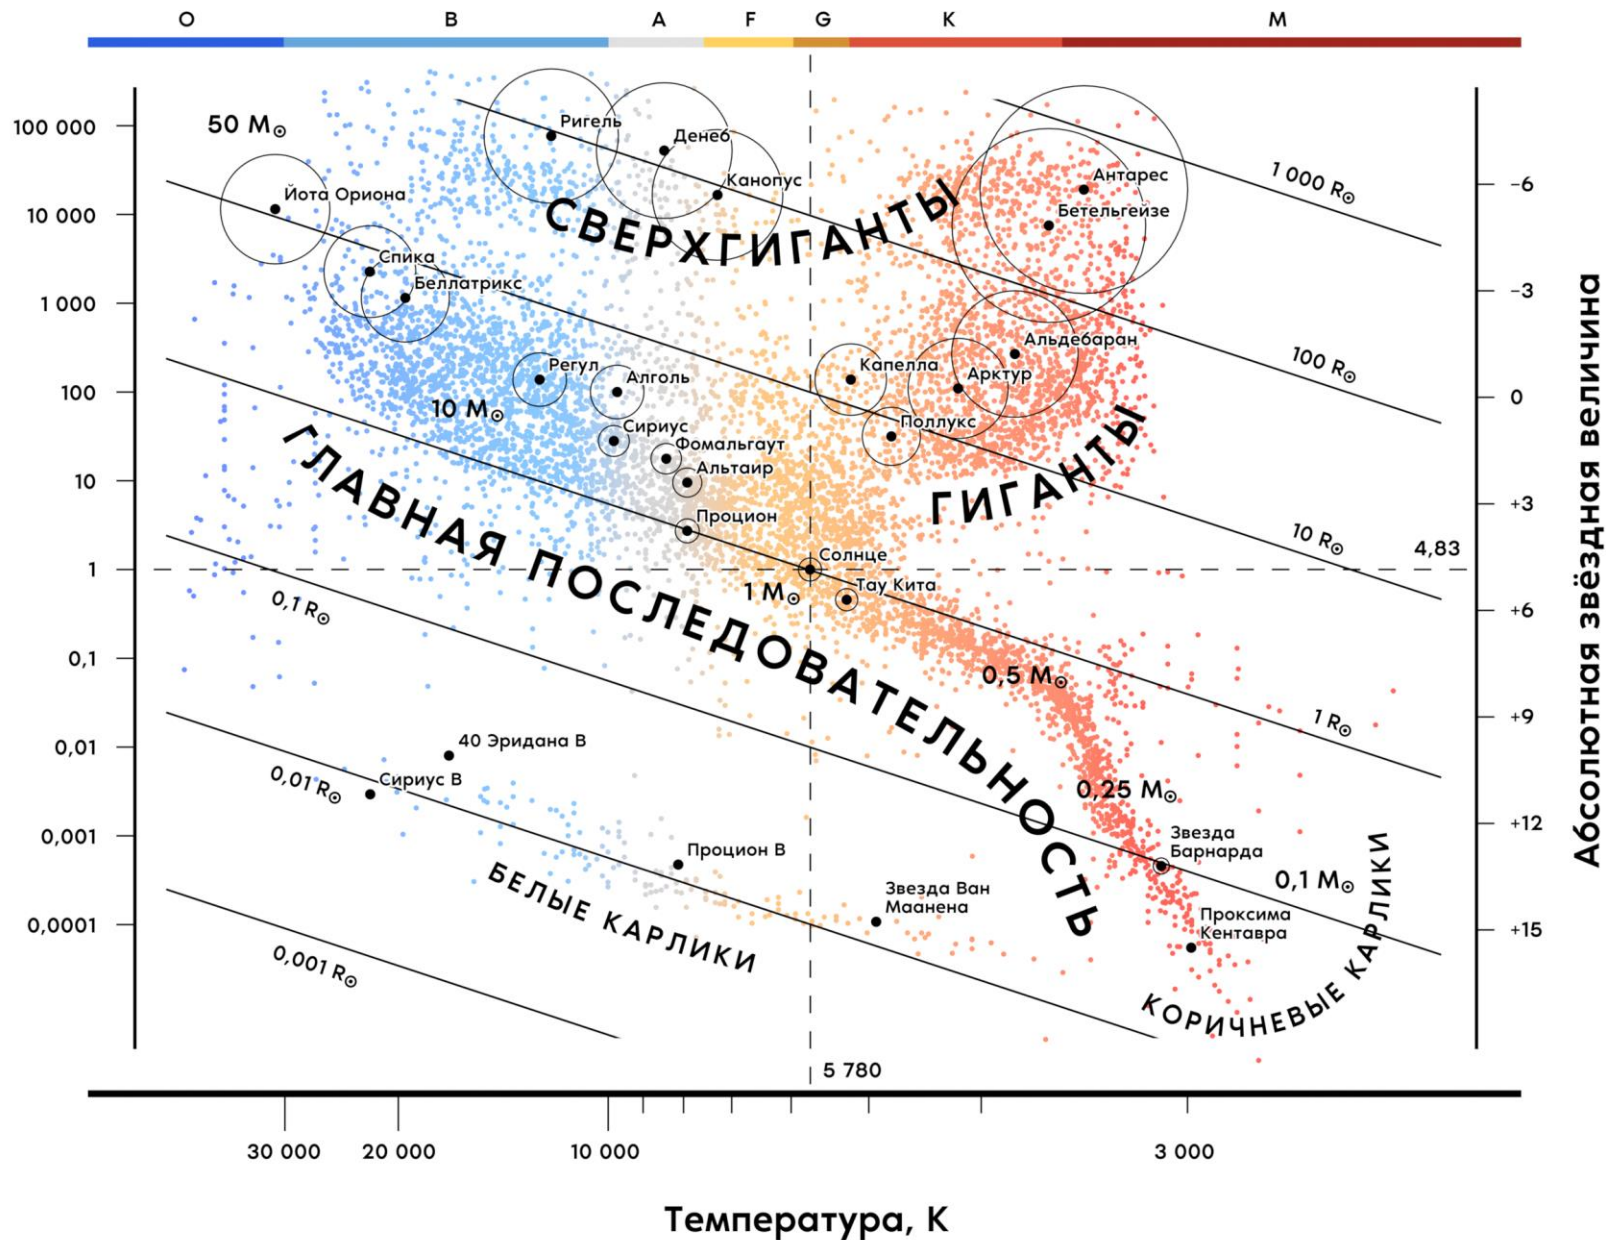 O B A F G K M
100 000
10 000
1 000
100
10
1
0,1
0,01
0,001
0,0001
50 M☉
10 M☉
1 M☉
0,5 M☉
0,25 M☉
0,1 M☉
1 000 R☉
100 R☉
10 R☉
1 R☉
0,1 R☉
0,01 R☉
0,001 R☉
Ригель
Денеб
Канопус
Йота Ориона
Антарес
Бетельгейзе
СВЕРХГИГАНТЫ
Спика
Беллатрикс
Регул
Алголь
Капелла
Арктур
Альдебаран
Сириус
Поллукс
Фомальгаут
Альтаир
ГИГАНТЫ
Процион
ГЛАВНАЯ ПОСЛЕДОВАТЕЛЬНОСТЬ
Солнце
Тау Кита
4,83
40 Эридана B
Сириус B
Процион B
Звезда Ван
Маанена
Звезда
Барнарда
Проксима
Кентавра
БЕЛЫЕ КАРЛИКИ
КОРИЧНЕВЫЕ КАРЛИКИ
–6
–3
0
+3
+6
+9
+12
+15
Абсолютная звёздная величина
5 780
30 000 20 000 10 000 3 000
Температура, К